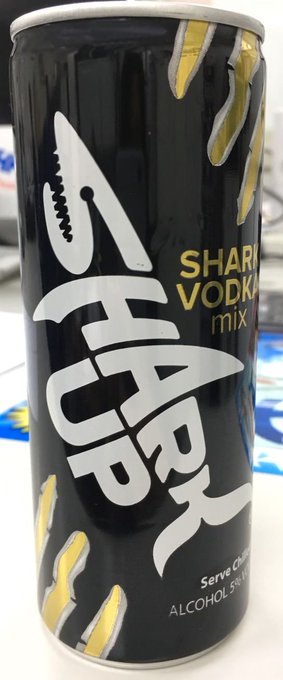 SHARK
UP
SHARK
VODKA
mix
Serve Chilled
ALCOHOL 5%